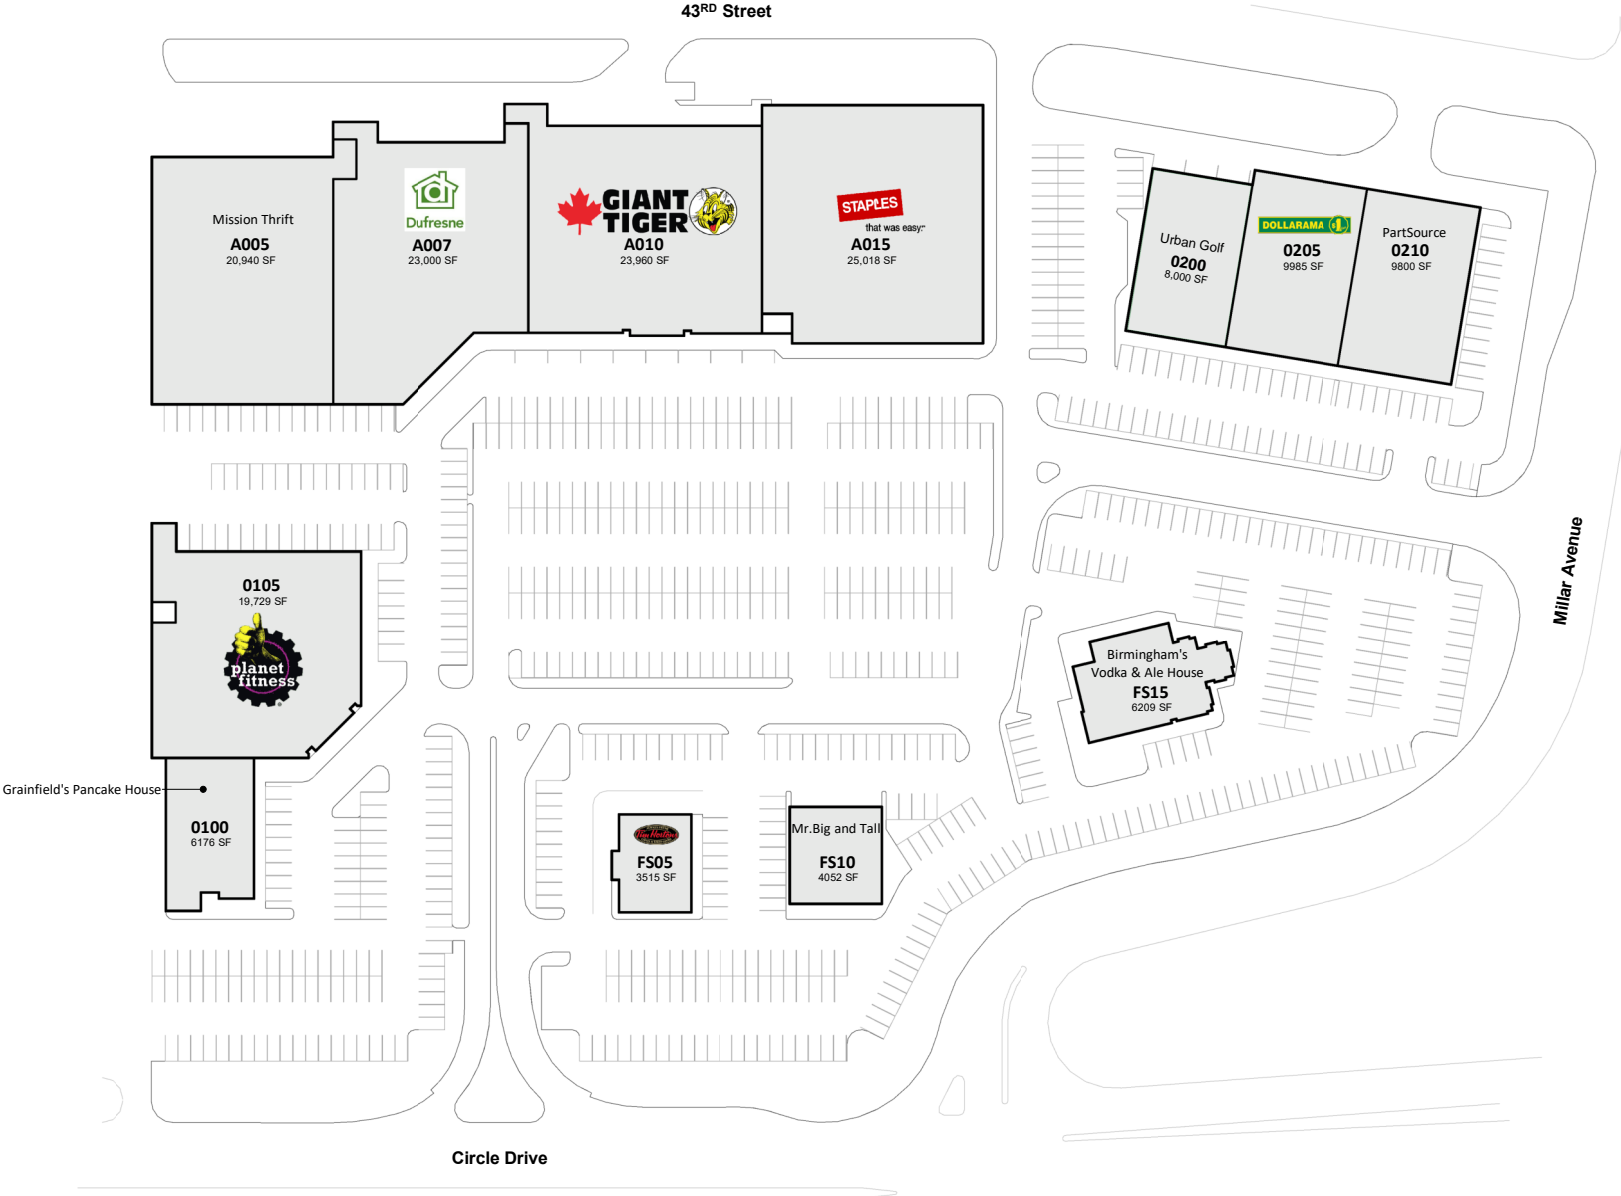 43RD Street
Mission Thrift
A005
20,940 SF
Dufresne
A007
23,000 SF
GIANT
TIGER
A010
23,960 SF
STAPLES
that was easy.
A015
25,018 SF
Urban Golf
0200
8,000 SF
DOLLARAMA $1
0205
9985 SF
PartSource
0210
9800 SF
Millar Avenue
0105
19,729 SF
planet
fitness
Birmingham's
Vodka & Ale House
FS15
6209 SF
Grainfield's Pancake House
0100
6176 SF
Tim Hortons
FS05
3515 SF
Mr.Big and Tall
FS10
4052 SF
Circle Drive